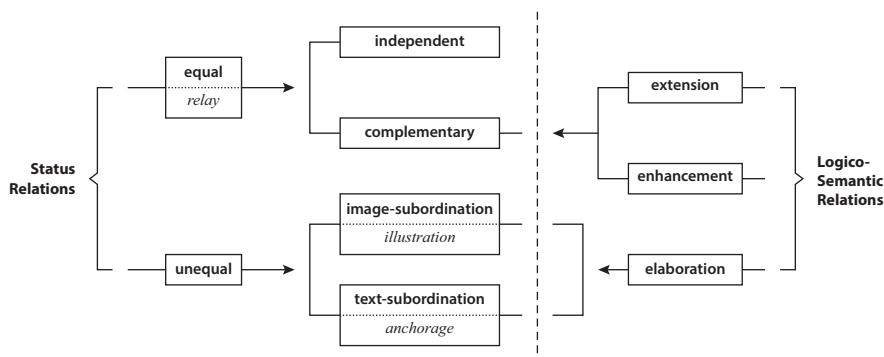 independent
equal
relay
extension
complementary
Status
Relations
Logico-
Semantic
Relations
enhancement
image-subordination
illustration
unequal
elaboration
text-subordination
anchorage